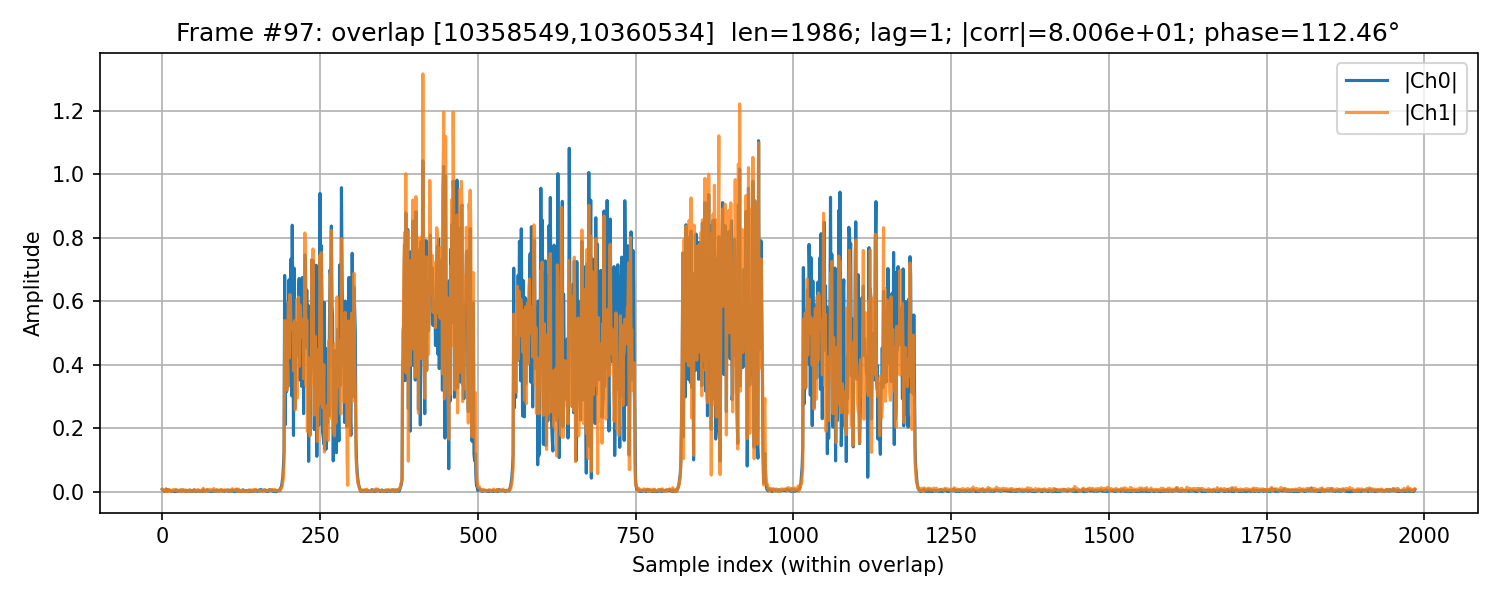 Frame #97: overlap [10358549,10360534]  len=1986; lag=1; |corr|=8.006e+01; phase=112.46°
|Ch0|
|Ch1|
Amplitude
1.2
1.0
0.8
0.6
0.4
0.2
0.0
0 250 500 750 1000 1250 1500 1750 2000
Sample index (within overlap)